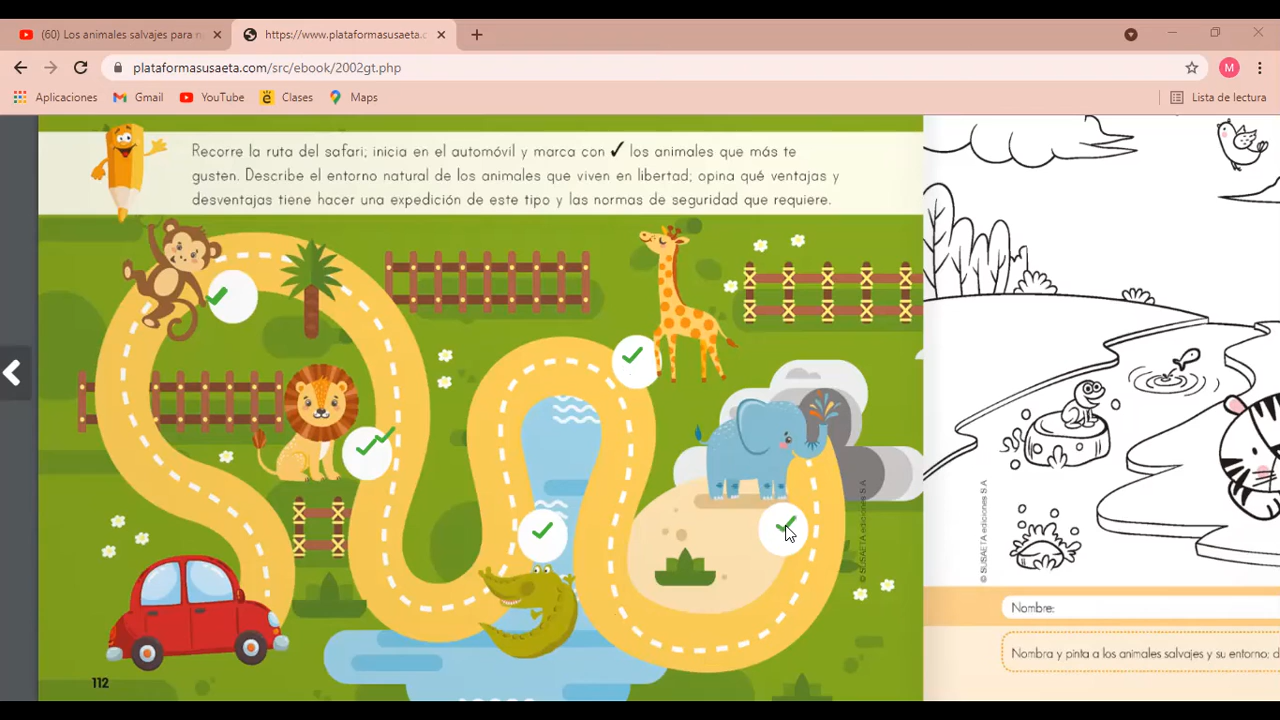 (60) Los animales salvajes para n
https://www.plataformasusaeta.c
plataformasusaeta.com/src/ebook/2002gt.php
M
Aplicaciones
Gmail
YouTube
Clases
Maps
Lista de lectura
Recorre la ruta del safari; inicia en el automóvil y marca con ✓ los animales que más te
gusten. Describe el entorno natural de los animales que viven en libertad; opina qué ventajas y
desventajas tiene hacer una expedición de este tipo y las normas de seguridad que requiere.
© SUSAETA ediciones S.A.
112
© SUSAETA ediciones S.A.
Nombre:
Nombra y pinta a los animales salvajes y su entorno; d